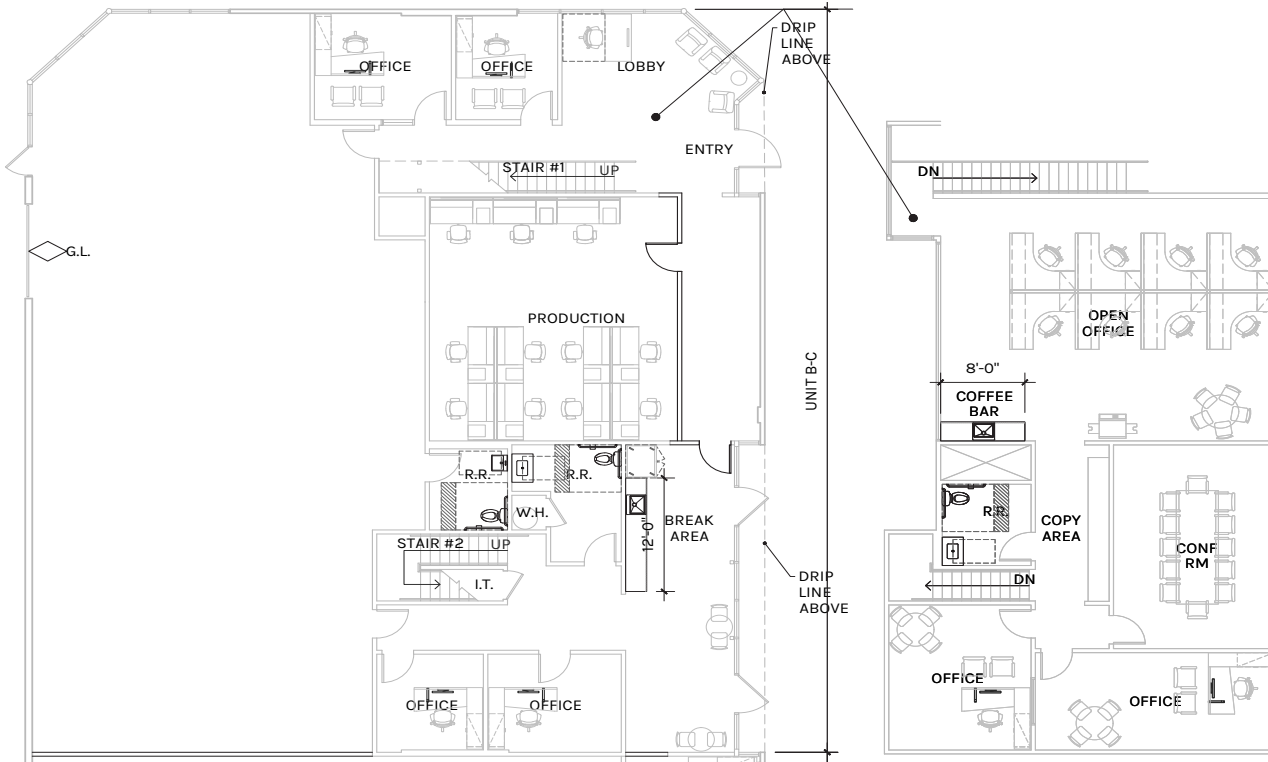 OFFICE
OFFICE
LOBBY
DRIP
LINE
ABOVE
ENTRY
STAIR #1
UP
G.L.
PRODUCTION
UNIT B-C
R.R.
R.R.
W.H.
12'-0"
BREAK
AREA
STAIR #2
UP
I.T.
DRIP
LINE
ABOVE
OFFICE
OFFICE
DN
OPEN
OFFICE
8'-0"
COFFEE
BAR
R.R.
COPY
AREA
CONF
RM
DN
OFFICE
OFFICE